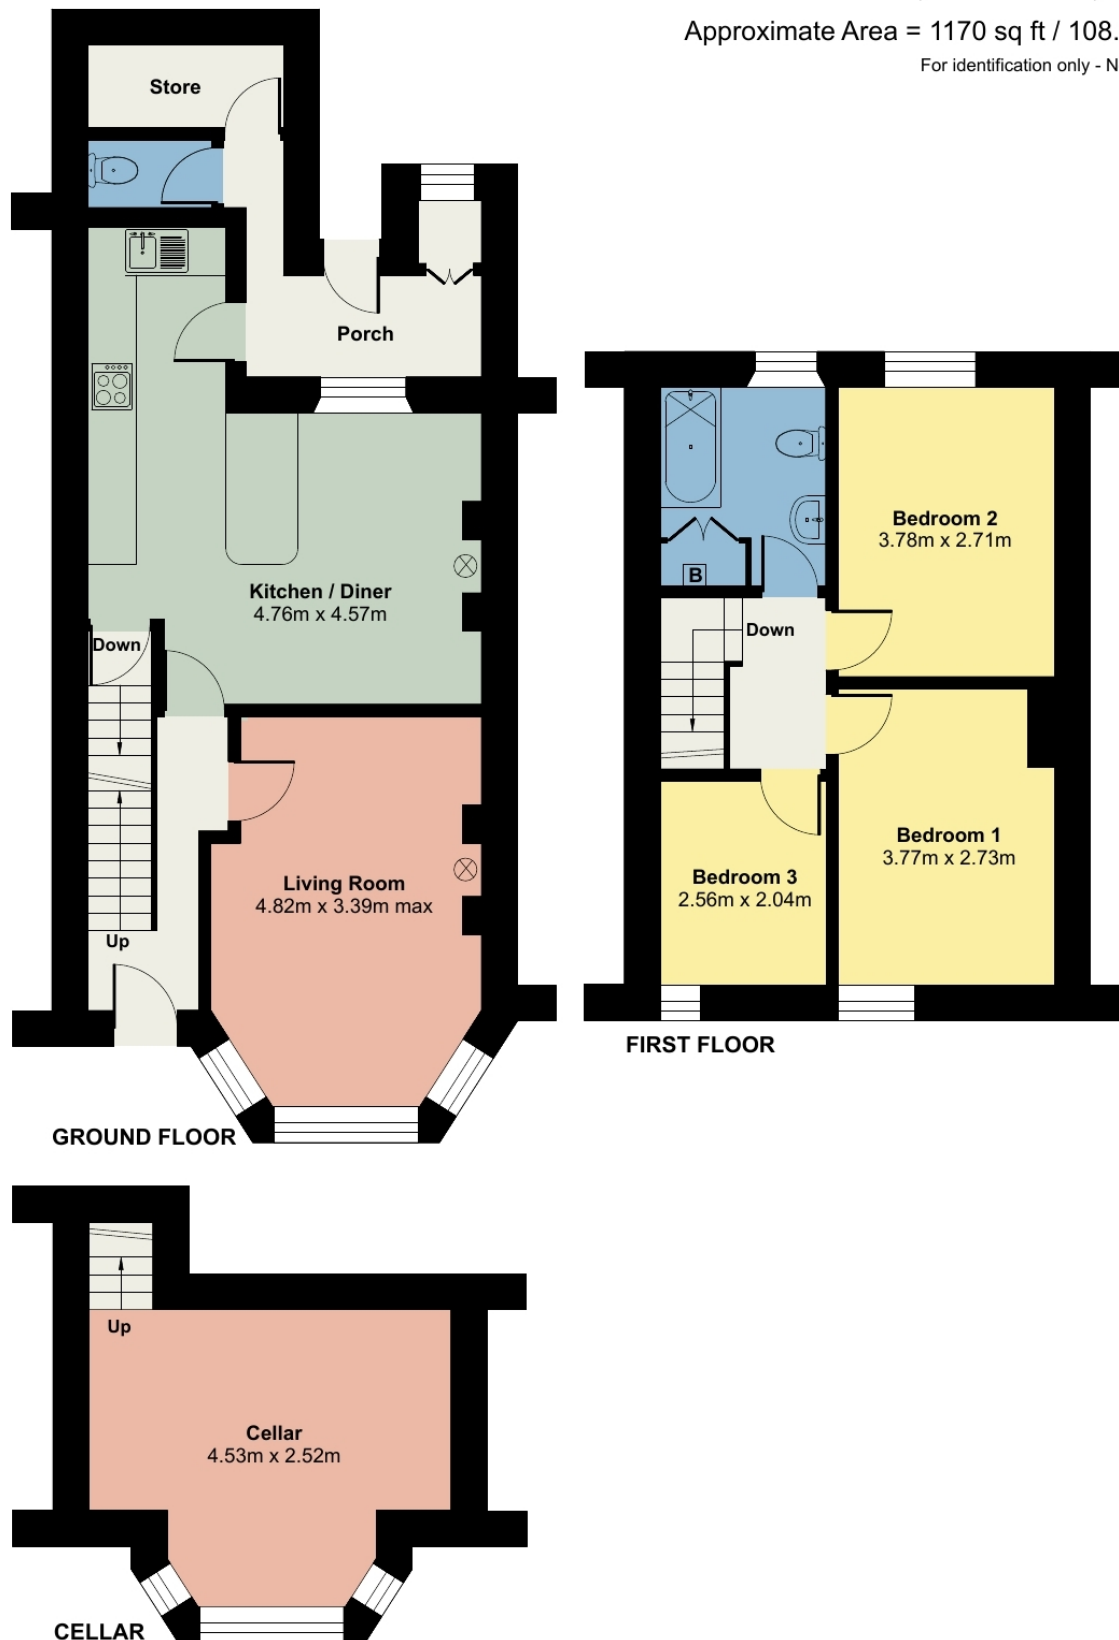 Approximate Area = 1170 sq ft / 108.
For identification only - N
Store
Porch
Kitchen / Diner
4.76m x 4.57m
Down
Living Room
4.82m x 3.39m max
Up
GROUND FLOOR
Bedroom 2
3.78m x 2.71m
B
Down
Bedroom 1
3.77m x 2.73m
Bedroom 3
2.56m x 2.04m
FIRST FLOOR
Up
Cellar
4.53m x 2.52m
CELLAR